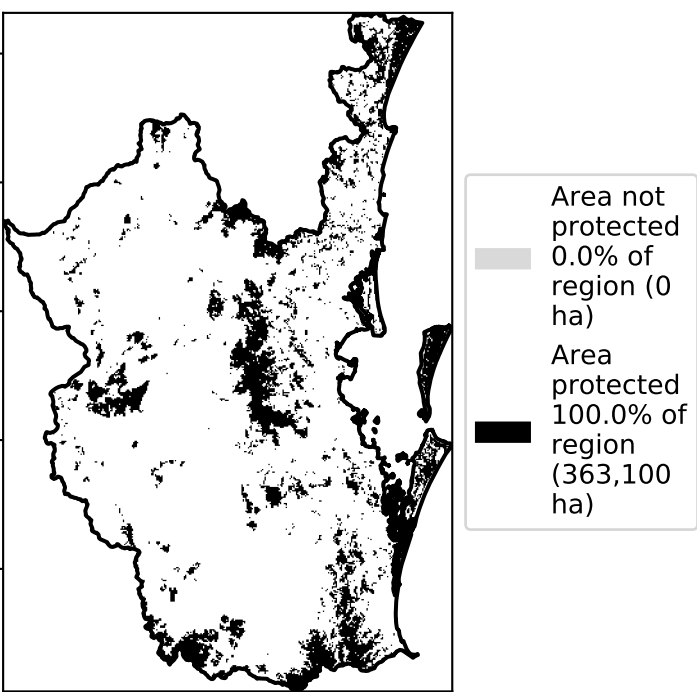 Area not
protected
0.0% of
region (0
ha)
Area
protected
100.0% of
region
(363,100
ha)